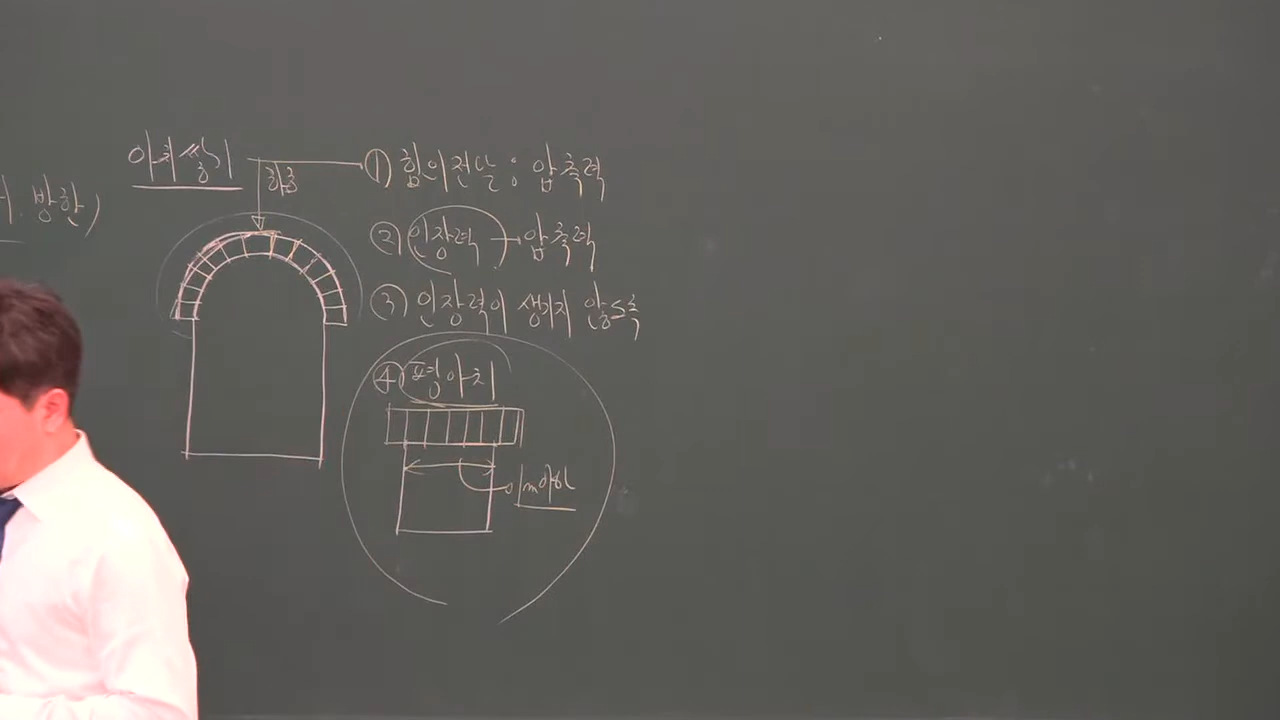 아치쌓기
하중
① 힘의 전달 : 압축력
② 인장력 → 압축력
③ 인장력이 생기지 않도록
방향)
④ 평아치
1m이하